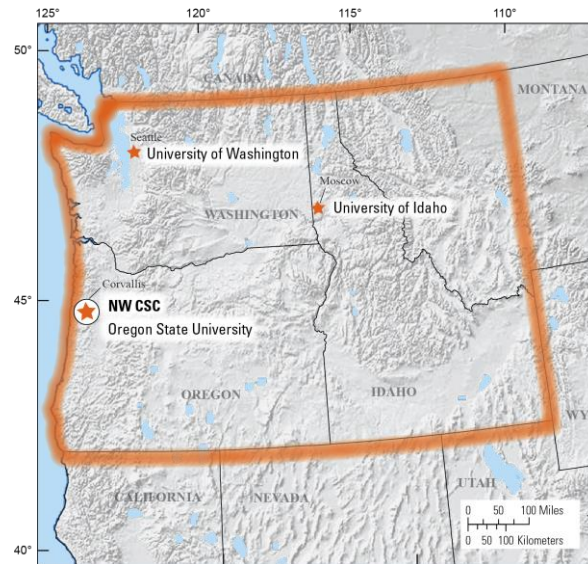 125° 120° 115° 110°
50°
CANADA
MONTANA
Seattle
University of Washington
Moscow
WASHINGTON
University of Idaho
Corvallis
45°
NW CSC
Oregon State University
OREGON
IDAHO
WY
UTAH
CALIFORNIA
NEVADA
0 50 100 Miles
0 50 100 Kilometers
40°